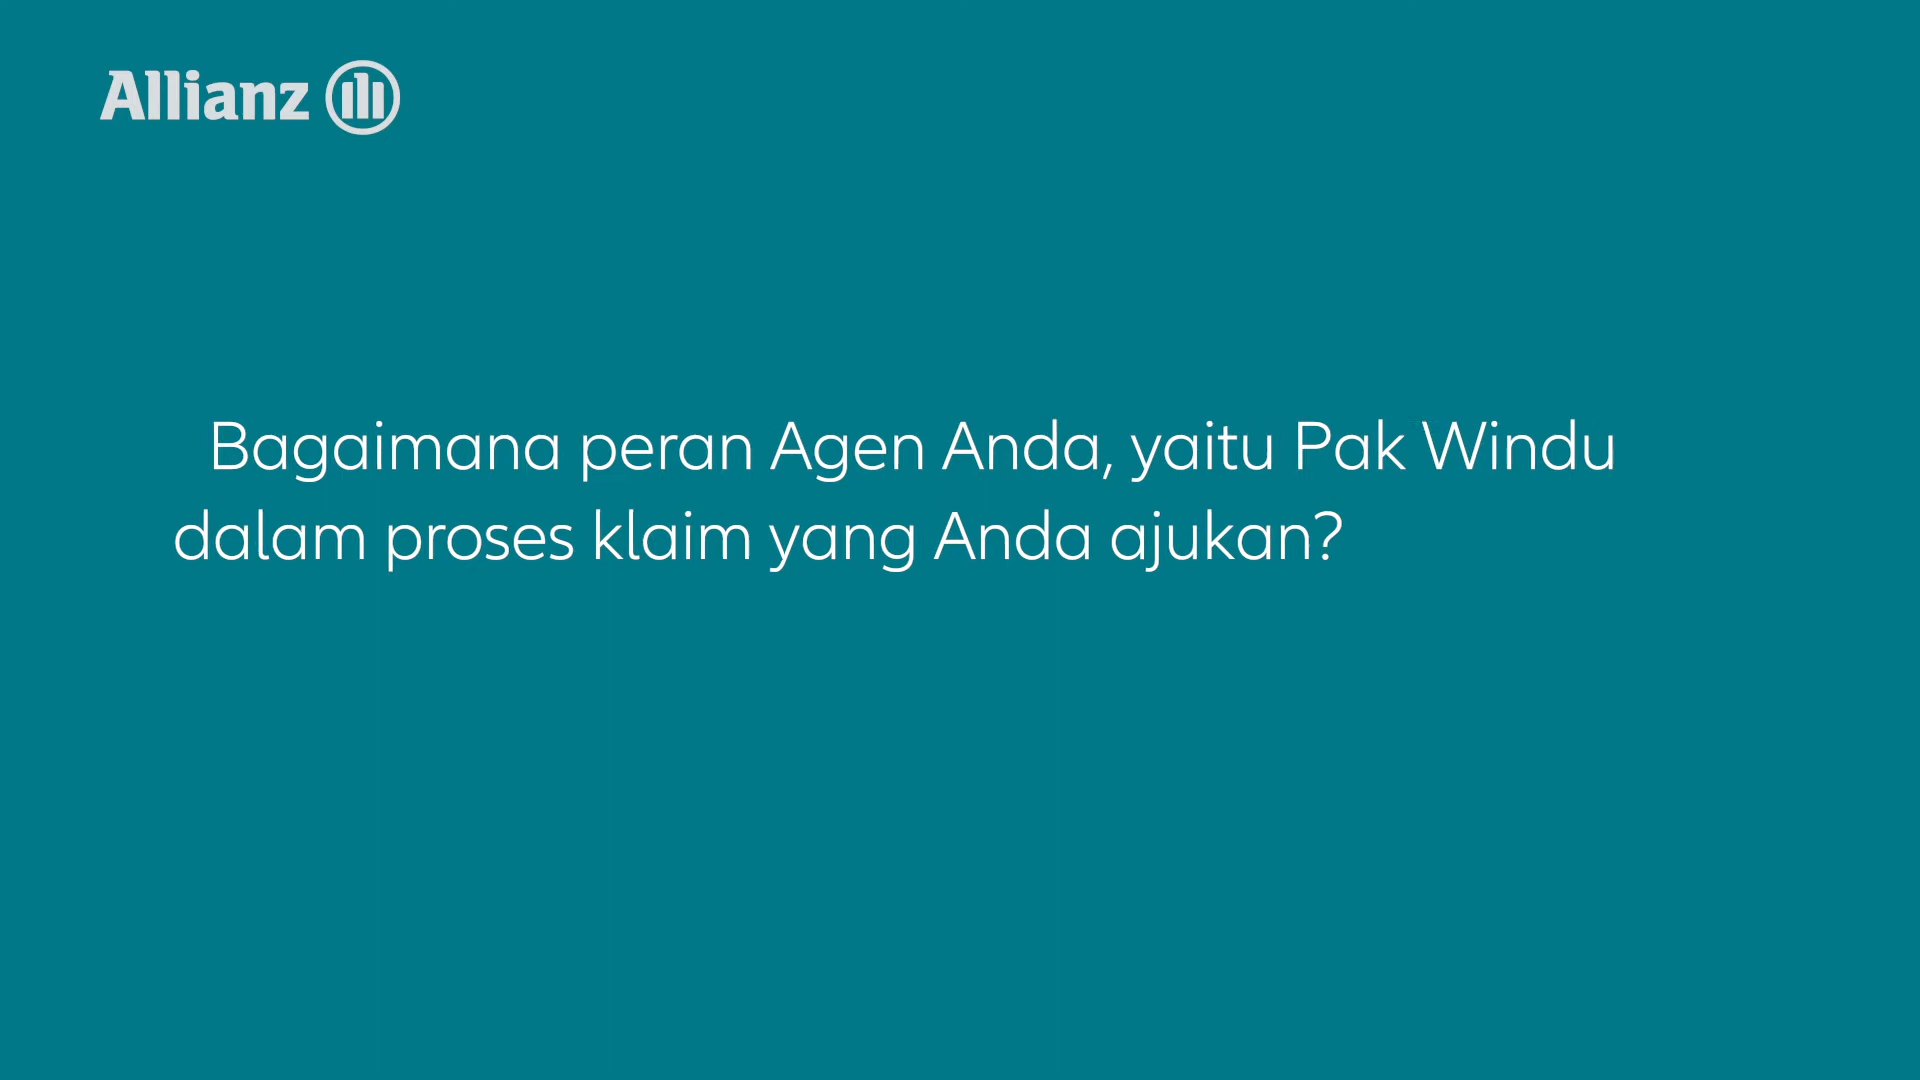 Allianz
Bagaimana peran Agen Anda, yaitu Pak Windu
dalam proses klaim yang Anda ajukan?